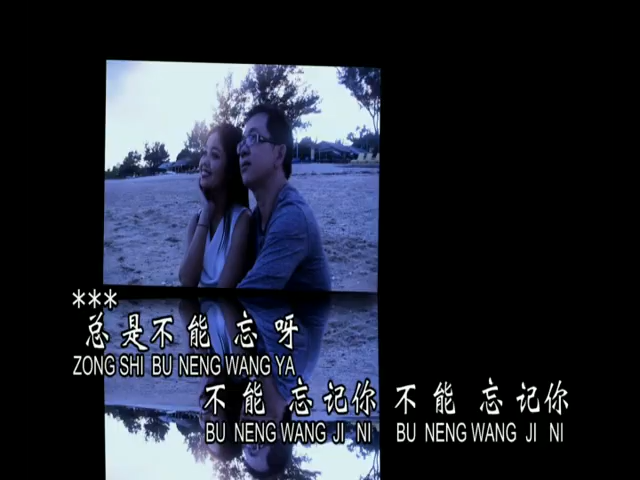 ***
总是不能 忘呀
ZONG SHI BU NENG WANG YA
不能 忘记你 不能 忘记你
BU NENG WANG JI NI BU NENG WANG JI NI